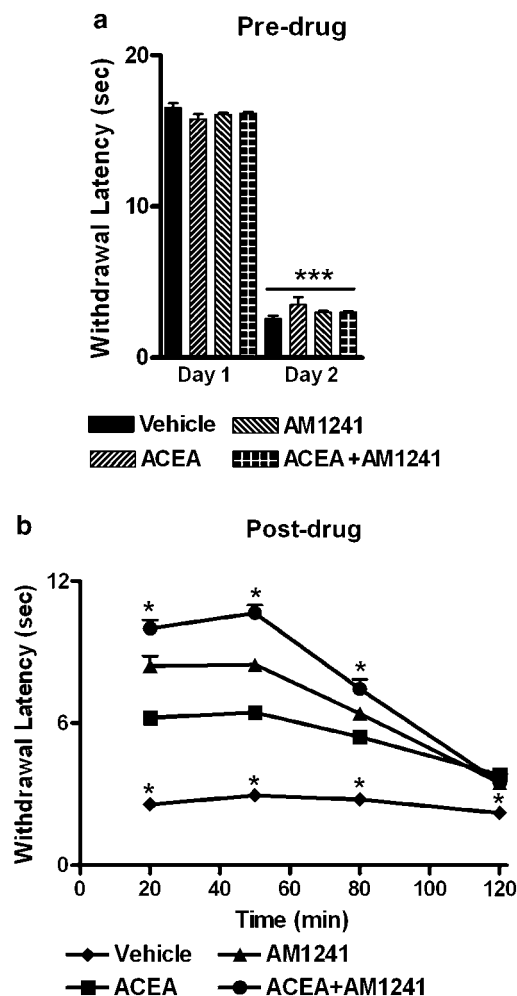 a
Pre-drug
Withdrawal Latency (sec)
20
10
0
***
Day 1 Day 2
Vehicle AM1241
ACEA ACEA+AM1241
b
Post-drug
Withdrawal Latency (sec)
12
6
0
* * *
* * * *
0 20 40 60 80 100 120
Time (min)
Vehicle AM1241
ACEA ACEA+AM1241